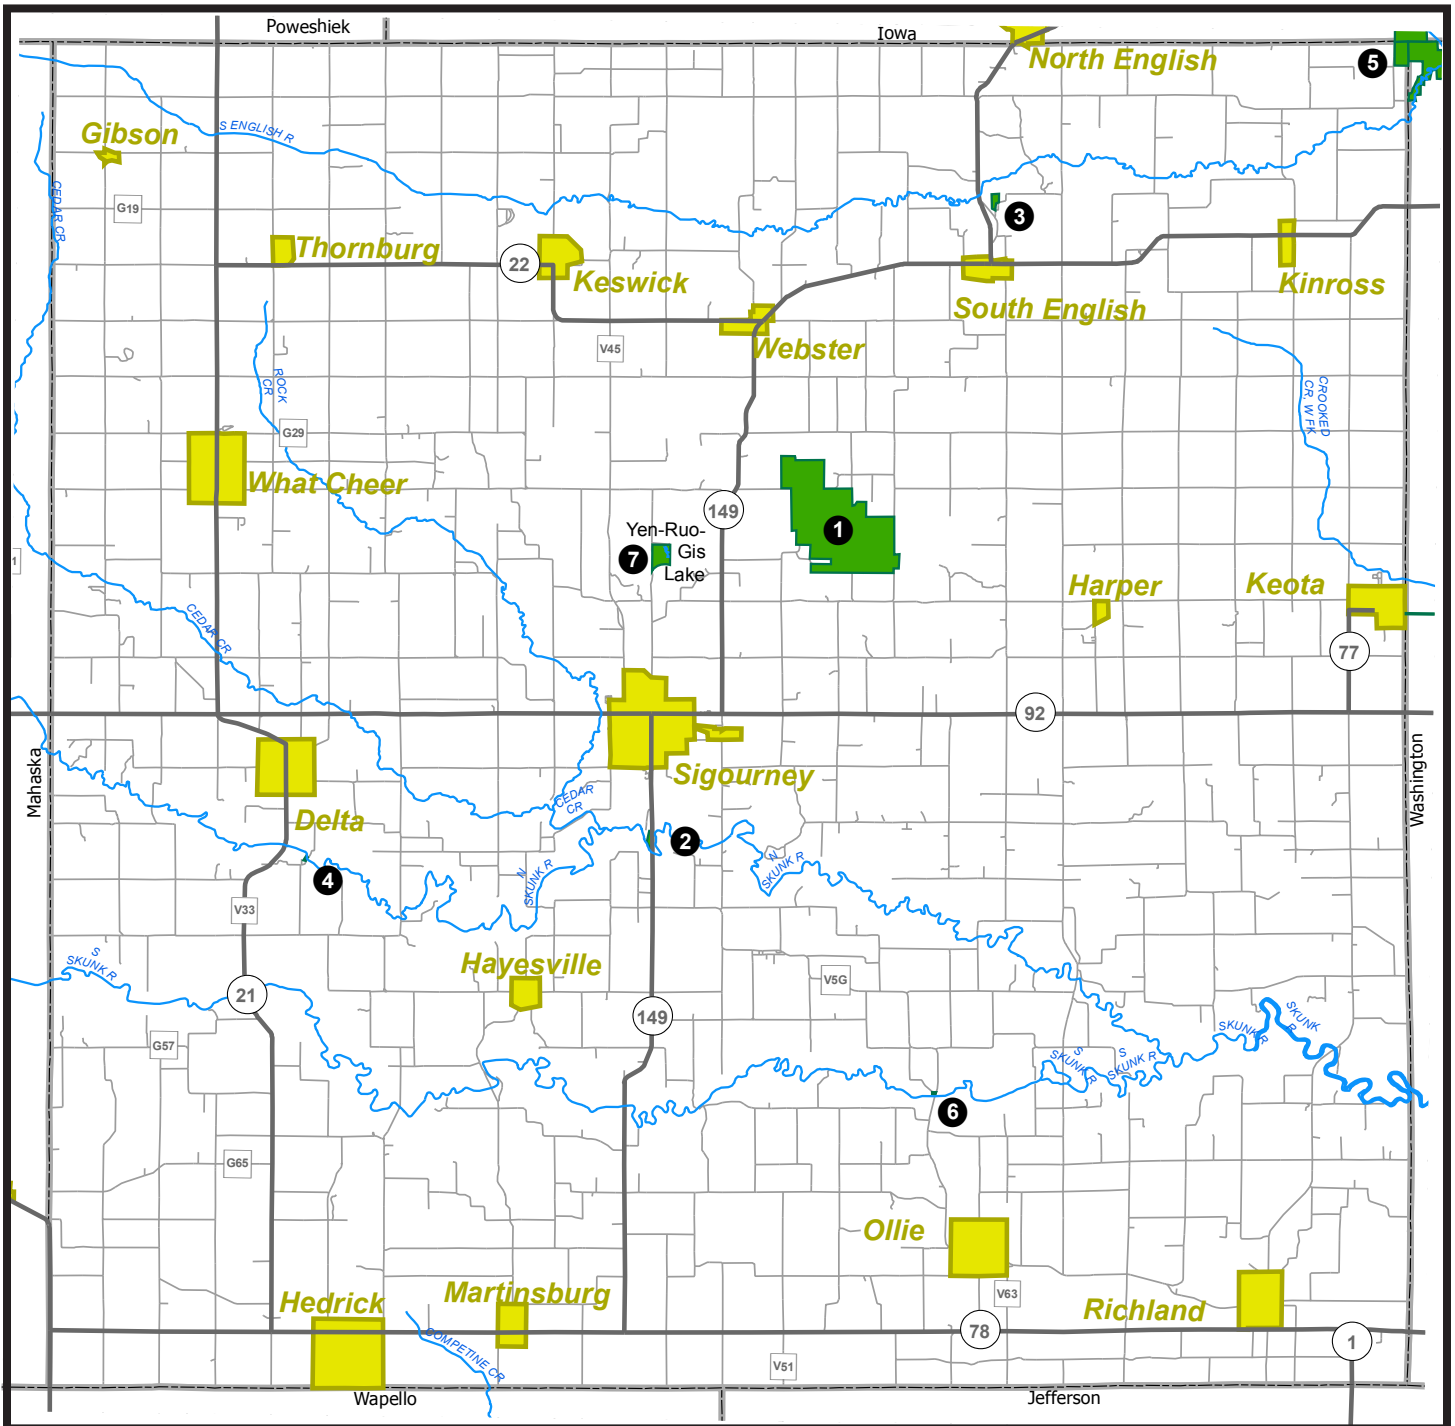 Poweshiek
Iowa
North English
5
Gibson
S ENGLISH R
CEDAR CR
G19
3
Thornburg
22
Keswick
Kinross
South English
Webster
V45
ROCK
CR
CROOKED
CR, W FK
G29
What Cheer
149
1
Yen-Ruo-
Gis
Lake
7
1
Harper
Keota
CEDAR CR
77
92
Mahaska
Washington
Sigourney
CEDAR
CR
Delta
2
4
N
SKUNK R
N
SKUNK R
V33
S
SKUNK R
Hayesville
V5G
21
149
SKUNK R
SKUNK
R
G57
S
SKUNK R
S
SKUNK R
6
G65
Ollie
V63
Hedrick
Martinsburg
Richland
78
1
COMPETINE CR
V51
Wapello
Jefferson